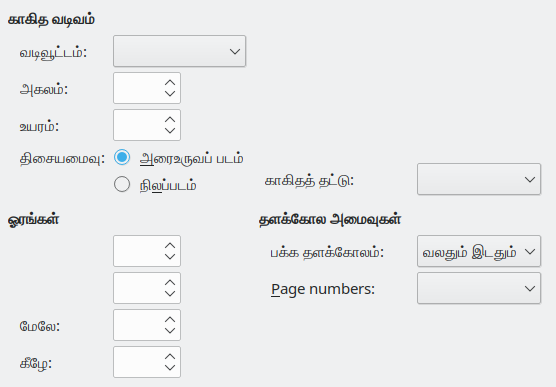 காகித வடிவம்
வடிவூட்டம்:
அகலம்:
உயரம்:
திசையமைவு:
அரைஉருவப் படம்
நிலப்படம்
காகிதத் தட்டு:
ஓரங்கள்
தளக்கோல அமைவுகள்
பக்க தளக்கோலம்:
வலதும் இடதும்
Page numbers:
மேலே:
கீழே: